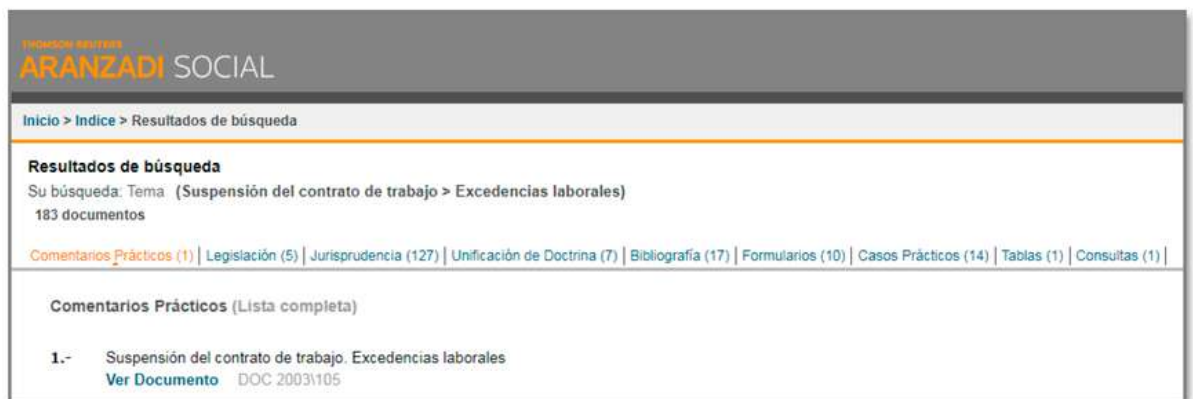 THOMSON REUTERS
ARANZADI SOCIAL
Inicio > Indice > Resultados de búsqueda
Resultados de búsqueda
Su búsqueda: Tema (Suspensión del contrato de trabajo > Excedencias laborales)
183 documentos
Comentarios Prácticos (1) | Legislación (5) | Jurisprudencia (127) | Unificación de Doctrina (7) | Bibliografía (17) | Formularios (10) | Casos Prácticos (14) | Tablas (1) | Consultas (1) |
Comentarios Prácticos (Lista completa)
1.- Suspensión del contrato de trabajo. Excedencias laborales
Ver Documento DOC 2003\105